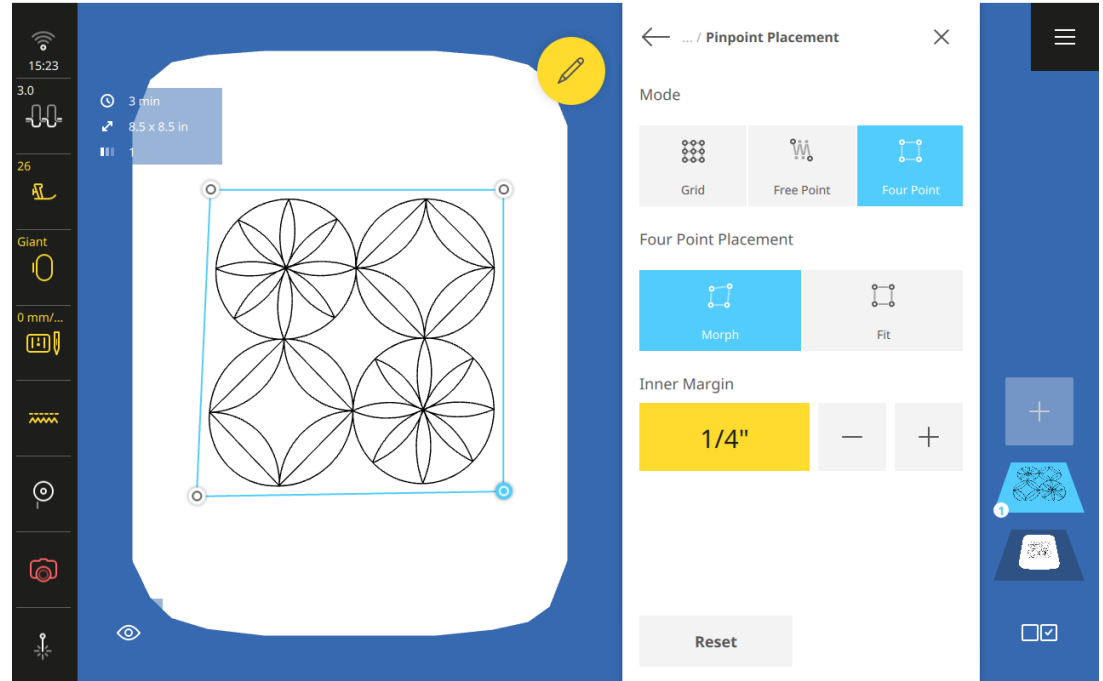 15:23
3.0
26
Giant
0 mm/...
3 min
8.5 x 8.5 in
1
... / Pinpoint Placement
Mode
Grid
Free Point
Four Point
Four Point Placement
Morph
Fit
Inner Margin
1/4"
Reset
1